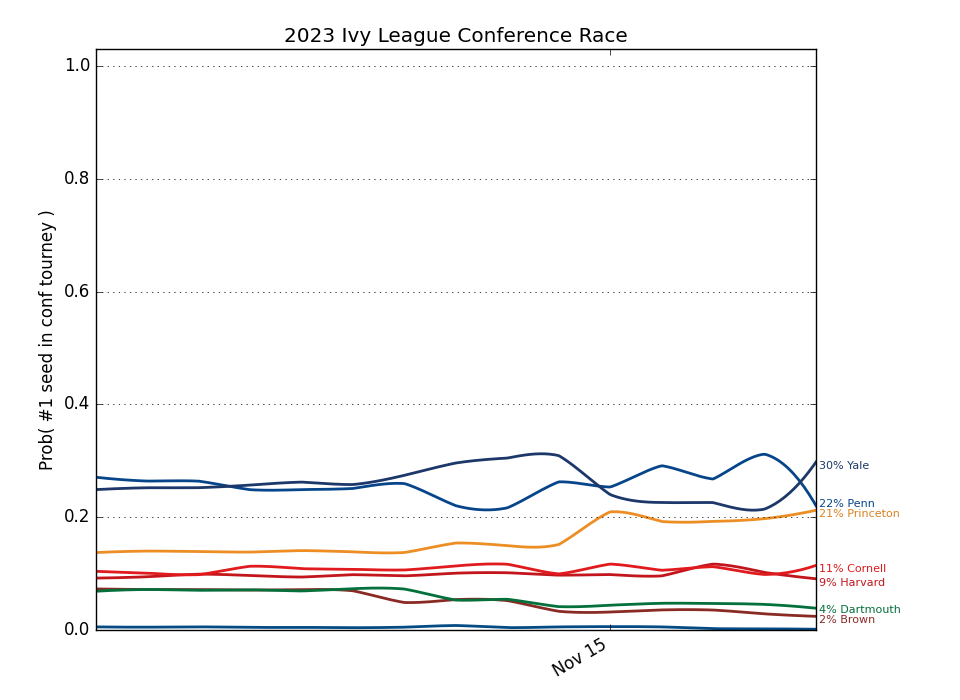 2023 Ivy League Conference Race
Prob( #1 seed in conf tourney )
1.0
0.8
0.6
0.4
0.2
0.0
Nov 15
30% Yale
22% Penn
21% Princeton
11% Cornell
9% Harvard
4% Dartmouth
2% Brown